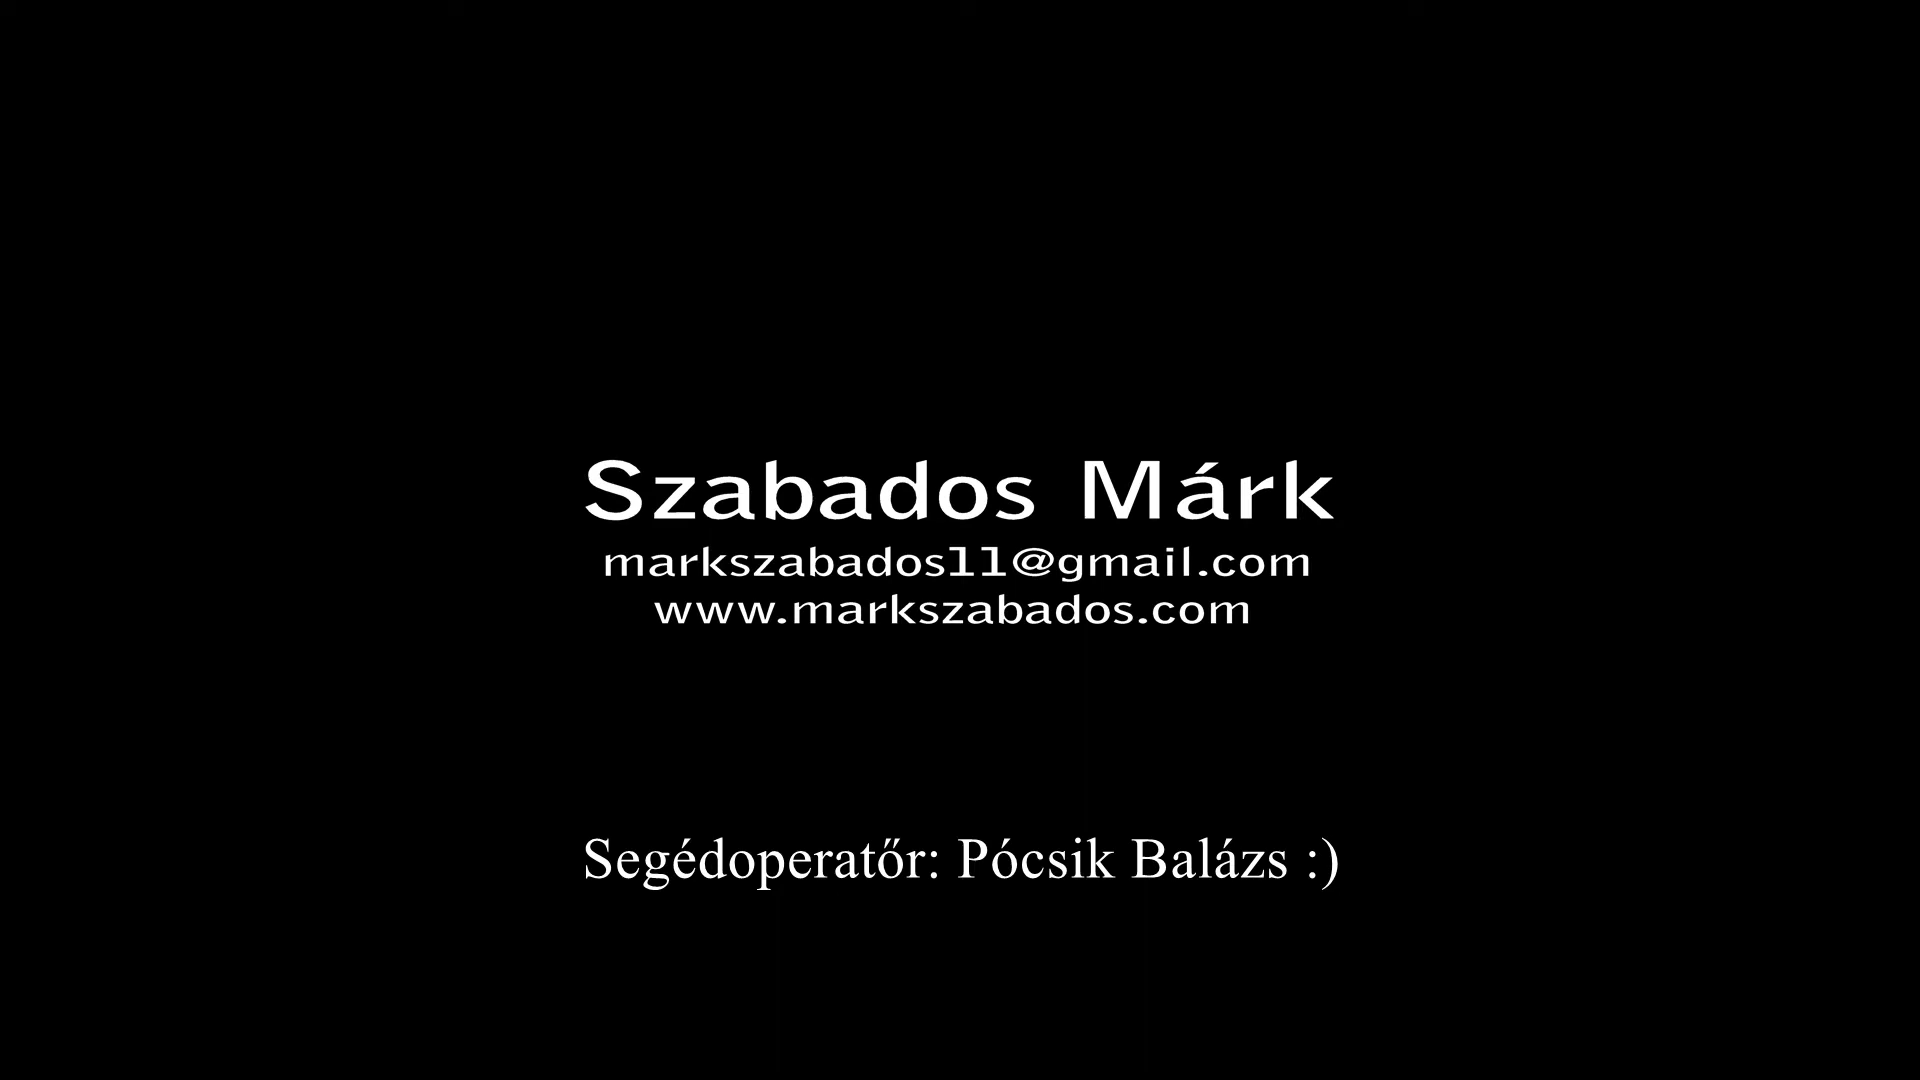 Szabados Márk
markszabados11@gmail.com
www.markszabados.com
Segédoperatőr: Pócsik Balázs :)